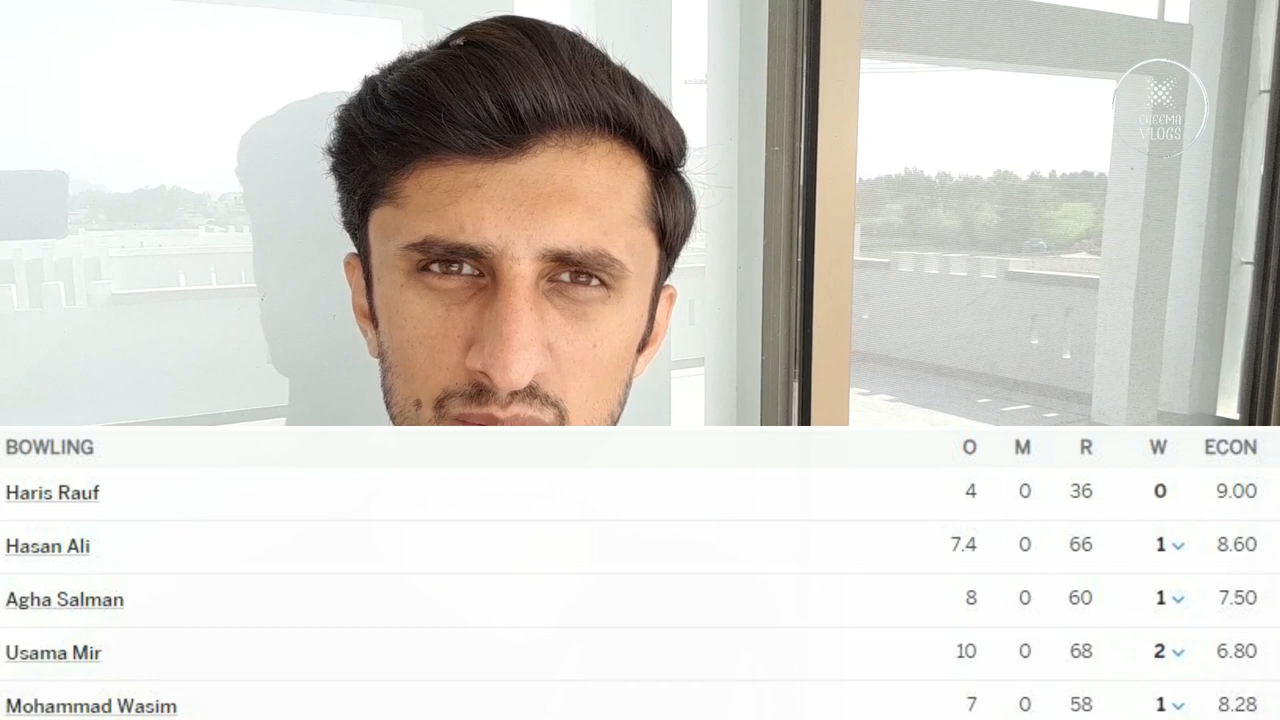 CHEEMA
VLOGS
BOWLING O M R W ECON
Haris Rauf 4 0 36 0 9.00
Hasan Ali 7.4 0 66 1 8.60
Agha Salman 8 0 60 1 7.50
Usama Mir 10 0 68 2 6.80
Mohammad Wasim 7 0 58 1 8.28